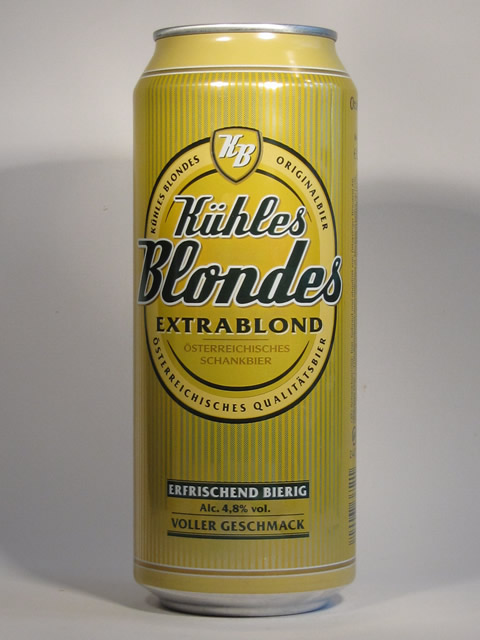 KB
KÜHLES BLONDES
ORIGINALBIER
Kühles
Blondes
EXTRABLOND
ÖSTERREICHISCHES
SCHANKBIER
ÖSTERREICHISCHES QUALITÄTSBIER
ERFRISCHEND BIERIG
Alc. 4,8% vol.
VOLLER GESCHMACK